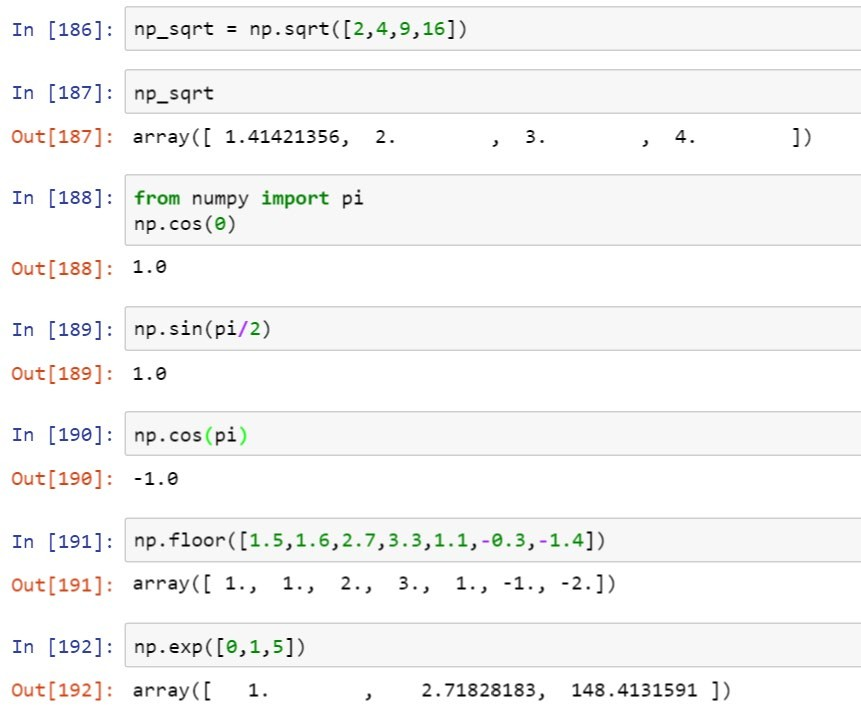 In [186]: np_sqrt = np.sqrt([2,4,9,16])
In [187]: np_sqrt
Out[187]: array([ 1.41421356,  2.        ,  3.        ,  4.        ])
In [188]: from numpy import pi
np.cos(0)
Out[188]: 1.0
In [189]: np.sin(pi/2)
Out[189]: 1.0
In [190]: np.cos(pi)
Out[190]: -1.0
In [191]: np.floor([1.5,1.6,2.7,3.3,1.1,-0.3,-1.4])
Out[191]: array([ 1.,  1.,  2.,  3.,  1., -1., -2.])
In [192]: np.exp([0,1,5])
Out[192]: array([   1.        ,    2.71828183,  148.4131591 ])